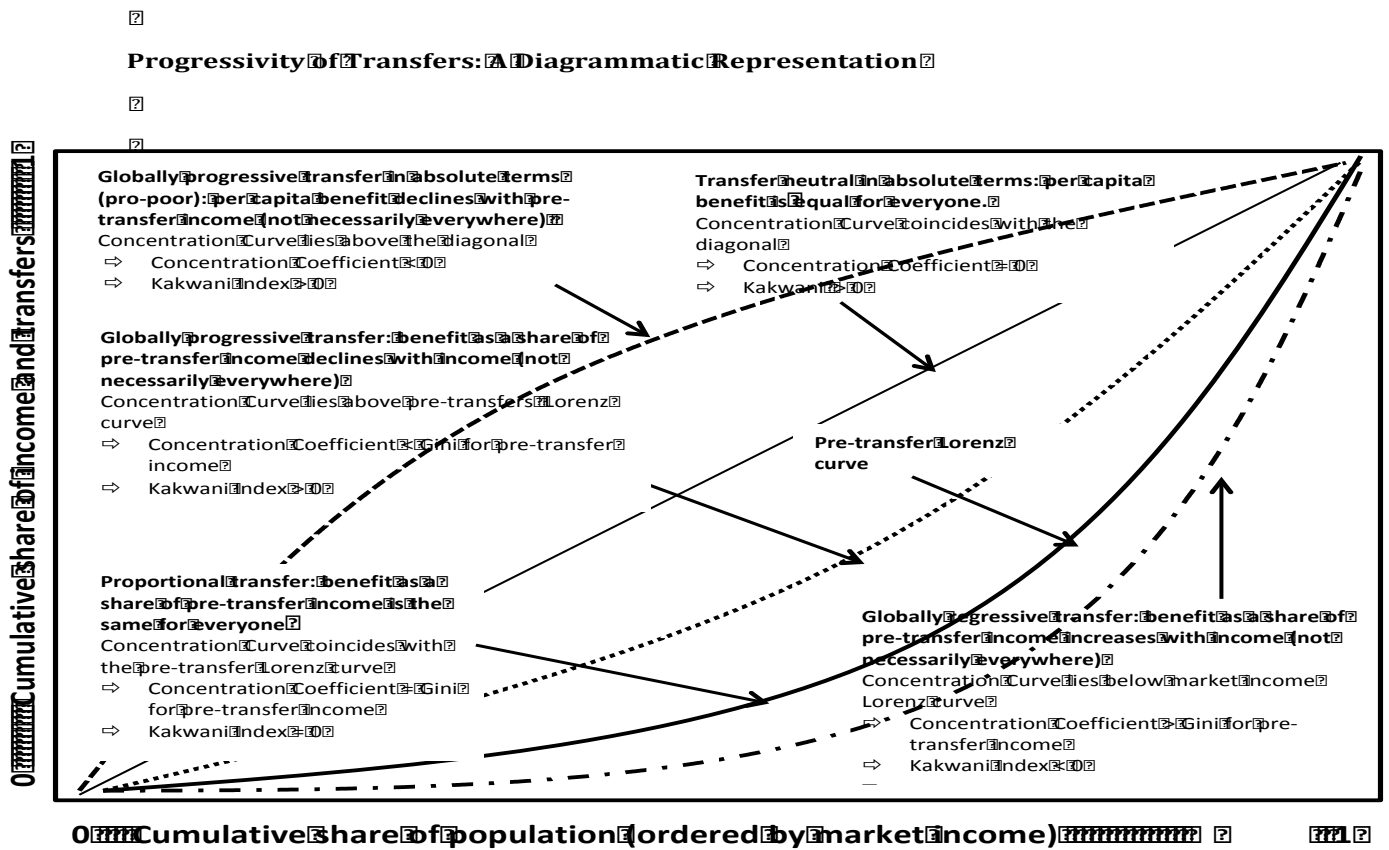 Progressivity of Transfers: A Diagrammatic Representation
Globally progressive transfer in absolute terms
(pro-poor): per capita benefit declines with pre-
transfer income (not necessarily everywhere)
Concentration Curve lies above the diagonal
⇨ Concentration Coefficient < 0
⇨ Kakwani Index > 0
Transfer neutral in absolute terms: per capita
benefit is equal for everyone.
Concentration Curve coincides with the
diagonal
⇨ Concentration Coefficient = 0
⇨ Kakwani > 0
Globally progressive transfer: benefit as a share of
pre-transfer income declines with income (not
necessarily everywhere)
Concentration Curve lies above pre-transfers Lorenz
curve
⇨ Concentration Coefficient < Gini for pre-transfer
income
⇨ Kakwani Index > 0
Pre-transfer Lorenz
curve
Proportional transfer: benefit as a
share of pre-transfer income is the
same for everyone
Concentration Curve coincides with
the pre-transfer Lorenz curve
⇨ Concentration Coefficient = Gini
for pre-transfer income
⇨ Kakwani Index = 0
Globally regressive transfer: benefit as a share of
pre-transfer income increases with income (not
necessarily everywhere)
Concentration Curve lies below market income
Lorenz curve
⇨ Concentration Coefficient > Gini for pre-
transfer income
⇨ Kakwani Index < 0
0 Cumulative share of income and transfers 1
0 Cumulative share of population (ordered by market income) 1